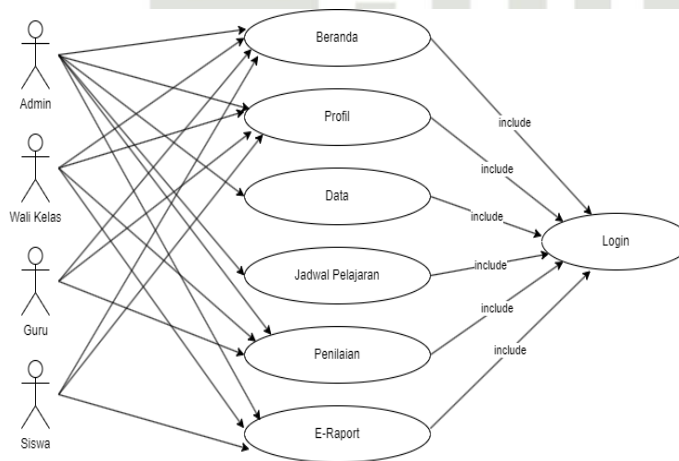 Admin
Wali Kelas
Guru
Siswa
Beranda
Profil
Data
Jadwal Pelajaran
Penilaian
E-Raport
include
include
include
include
include
include
Login